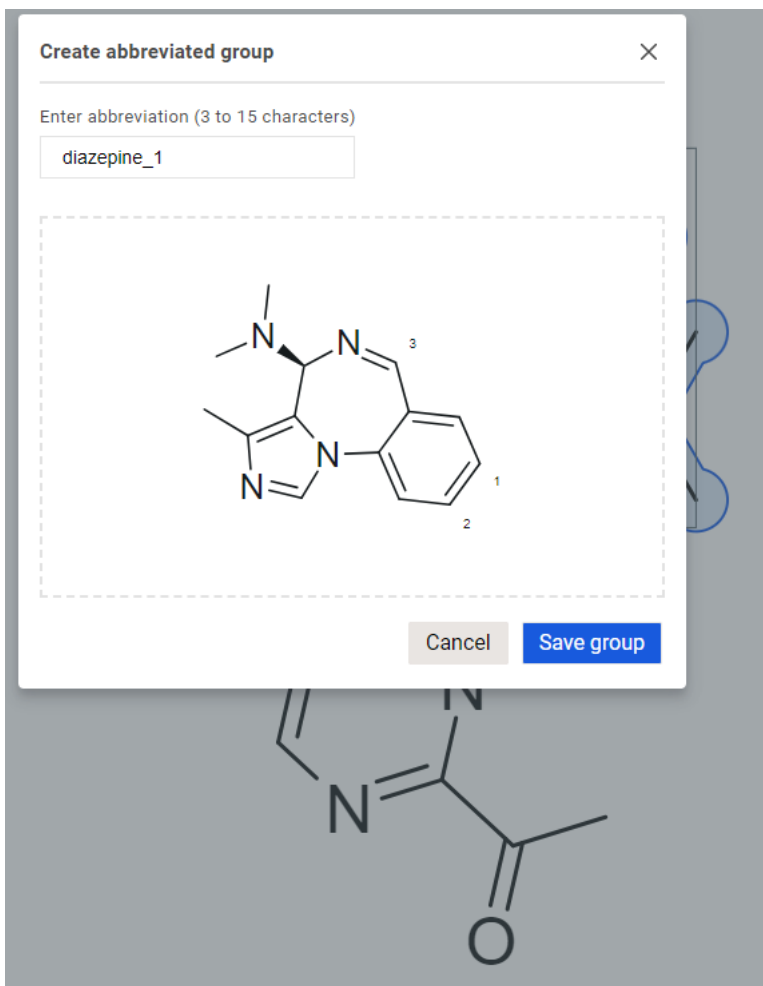 Create abbreviated group
Enter abbreviation (3 to 15 characters)
diazepine_1
N
N
3
N
N
1
2
Cancel
Save group
N
N
O